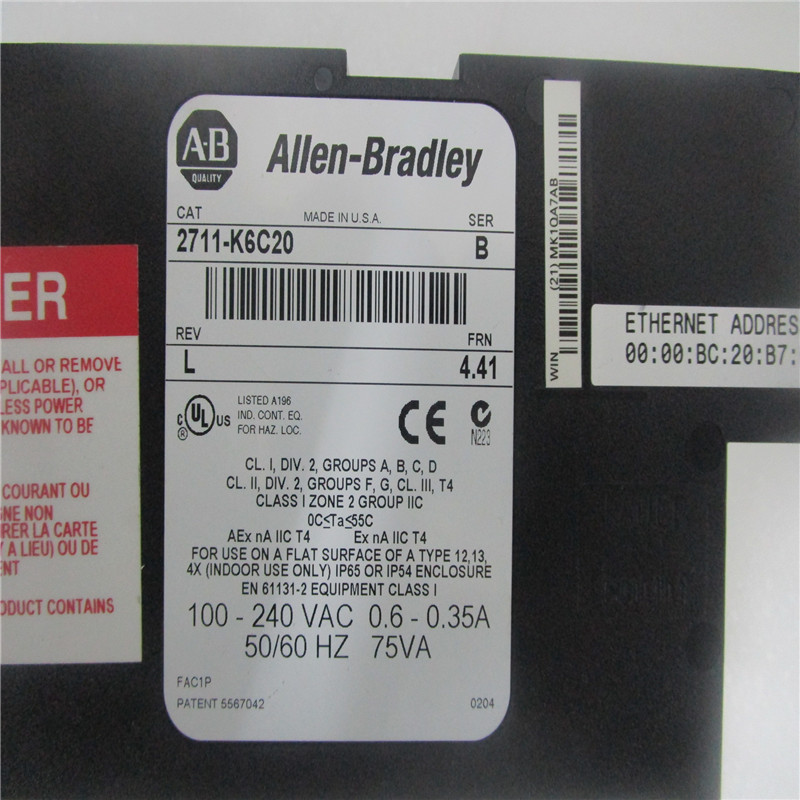 ER
ALL OR REMOVE
PLICABLE), OR
LESS POWER
KNOWN TO BE
COURANT OU
GNE NON
RER LA CARTE
Y A LIEU) OU DE
ENT
ODUCT CONTAINS
A-B
QUALITY
Allen-Bradley
CAT MADE IN U.S.A. SER
2711-K6C20 B
REV FRN
L 4.41
C UL US
LISTED A196
IND. CONT. EQ.
FOR HAZ. LOC.
CE
N223
CL. I, DIV. 2, GROUPS A, B, C, D
CL. II, DIV. 2, GROUPS F, G, CL. III, T4
CLASS I ZONE 2 GROUP IIC
0C≤Ta≤55C
AEx nA IIC T4 Ex nA IIC T4
FOR USE ON A FLAT SURFACE OF A TYPE 12,13,
4X (INDOOR USE ONLY) IP65 OR IP54 ENCLOSURE
EN 61131-2 EQUIPMENT CLASS I
100 - 240 VAC 0.6 - 0.35A
50/60 HZ 75VA
FAC1P
PATENT 5567042 0204
WIN (21) MK10A7AB
ETHERNET ADDRES
00:00:BC:20:B7: